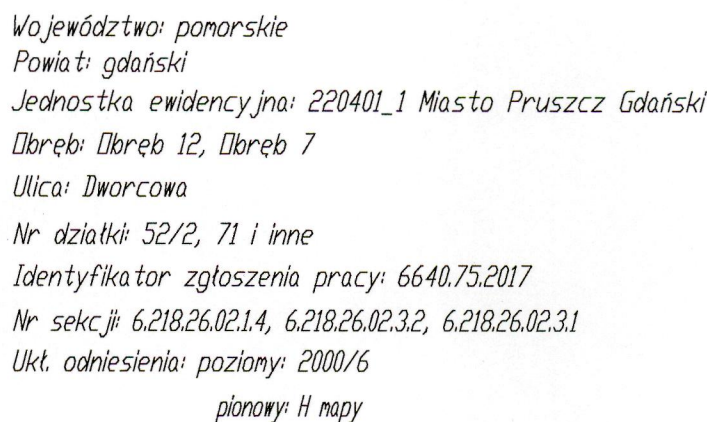 Województwo: pomorskie
Powiat: gdański
Jednostka ewidencyjna: 220401_1 Miasto Pruszcz Gdański
Obręb: Obręb 12, Obręb 7
Ulica: Dworcowa
Nr działki: 52/2, 71 i inne
Identyfikator zgłoszenia pracy: 6640.75.2017
Nr sekcji: 6.218.26.02.1.4, 6.218.26.02.3.2, 6.218.26.02.3.1
Ukł. odniesienia: poziomy: 2000/6
pionowy: H mapy